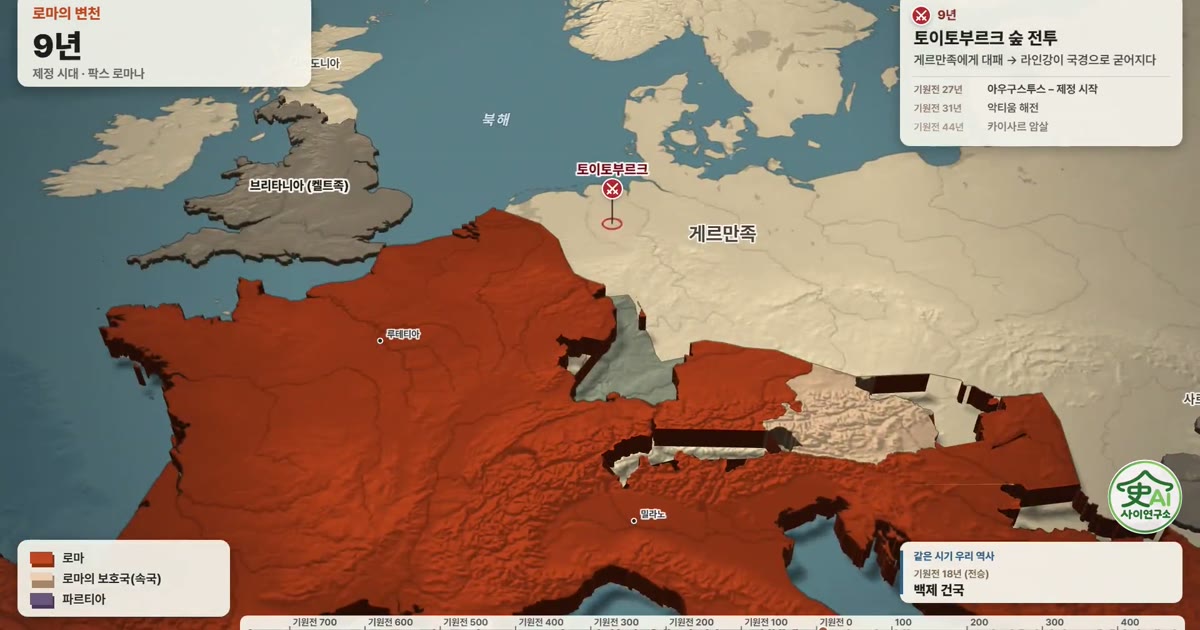 로마의 변천
9년
제정 시대 · 팍스 로마나
도니아
북해
브리타니아 (켈트족)
토이토부르크
게르만족
루테티아
밀라노
9년
토이토부르크 숲 전투
게르만족에게 대패 → 라인강이 국경으로 굳어지다
기원전 27년 아우구스투스 – 제정 시작
기원전 31년 악티움 해전
기원전 44년 카이사르 암살
史AI
사이연구소
로마
로마의 보호국(속국)
파르티아
같은 시기 우리 역사
기원전 18년 (전승)
백제 건국
기원전 700 기원전 600 기원전 500 기원전 400 기원전 300 기원전 200 기원전 100 기원전 0 100 200 300 400